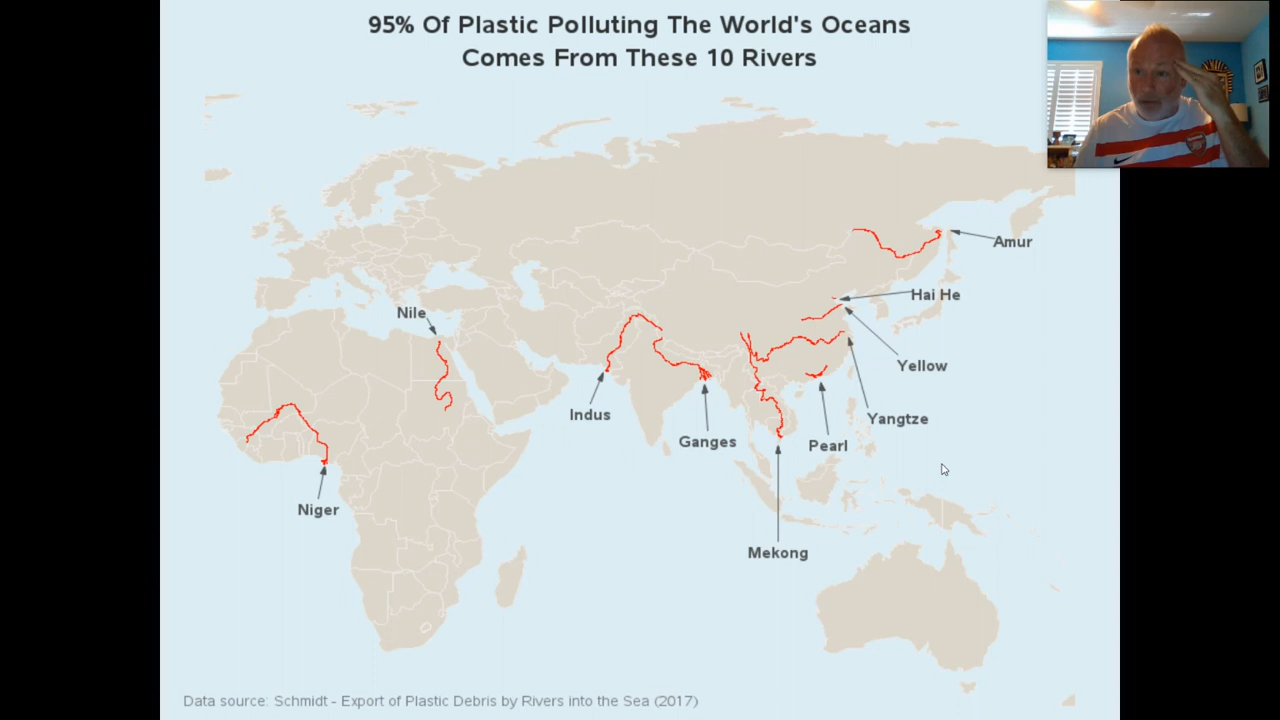 95% Of Plastic Polluting The World's Oceans
Comes From These 10 Rivers
Amur
Hai He
Nile
Yellow
Indus
Yangtze
Ganges
Pearl
Niger
Mekong
Data source: Schmidt - Export of Plastic Debris by Rivers into the Sea (2017)